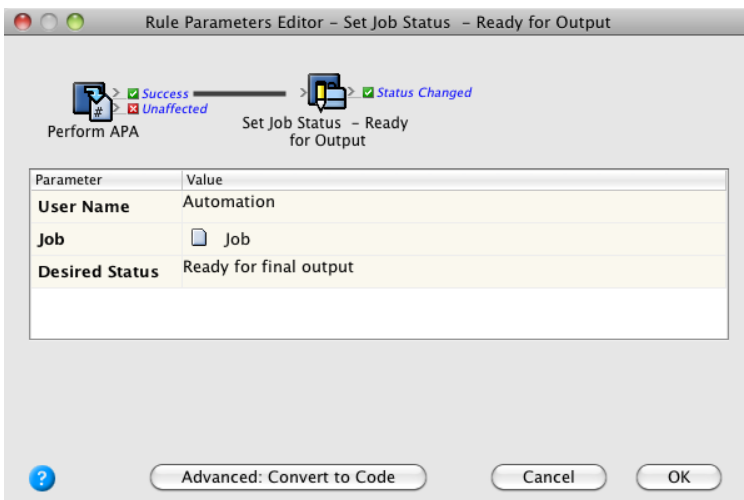 Rule Parameters Editor – Set Job Status – Ready for Output
Success
Unaffected
#
Perform APA
Status Changed
Set Job Status – Ready
for Output
Parameter Value
User Name Automation
Job Job
Desired Status Ready for final output
? Advanced: Convert to Code Cancel OK